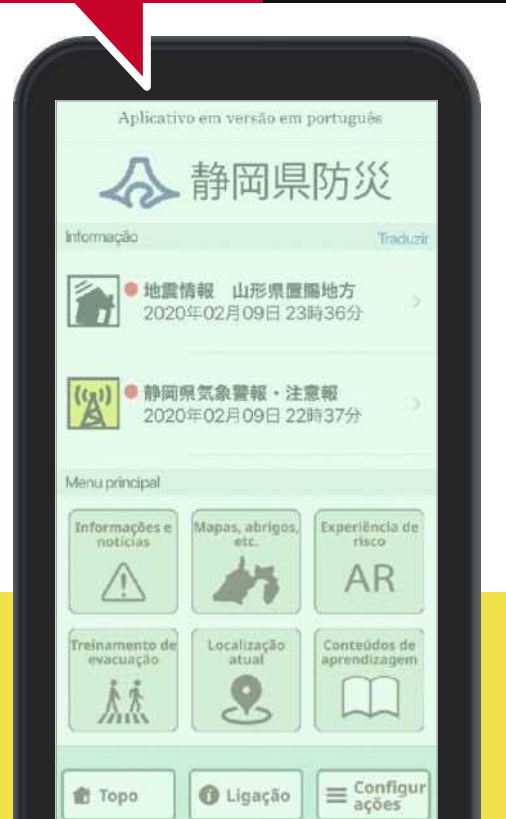 Aplicativo em versão em português
静岡県防災
Informação
Traduzir
地震情報 山形県置賜地方
2020年02月09日 23時36分
静岡県気象警報・注意報
2020年02月09日 22時37分
Menu principal
Informações e
notícias
Mapas, abrigos,
etc.
Experiência de
risco
AR
Treinamento de
evacuação
Localização
atual
Conteúdos de
aprendizagem
Topo
Ligação
Configur
ações